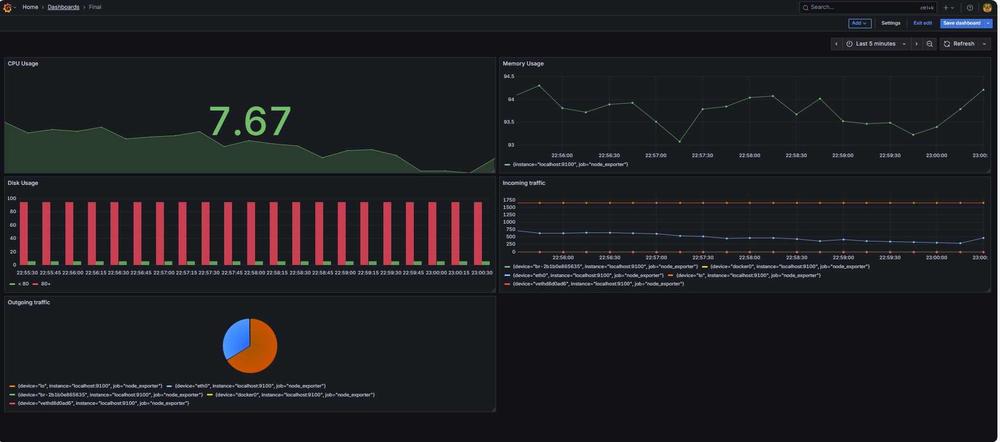 Home › Dashboards › Final
Search... ctrl+k
Add Settings Exit edit Save dashboard
Last 5 minutes Refresh
CPU Usage
7.67
Memory Usage
94.5
94
93.5
93
22:56:00 22:56:30 22:57:00 22:57:30 22:58:00 22:58:30 22:59:00 22:59:30 23:00:00 23:00:
{instance="localhost:9100", job="node_exporter"}
Disk Usage
100
80
60
40
20
0
22:55:30 22:55:45 22:56:00 22:56:15 22:56:30 22:56:45 22:57:00 22:57:15 22:57:30 22:57:45 22:58:00 22:58:15 22:58:30 22:58:45 22:59:00 22:59:15 22:59:30 22:59:45 23:00:00 23:00:15 23:00:30
< 80 80+
Incoming traffic
1750
1500
1250
1000
750
500
250
0
22:56:00 22:56:30 22:57:00 22:57:30 22:58:00 22:58:30 22:59:00 22:59:30 23:00:00 23:00:
{device="br-2b1b0e865635", instance="localhost:9100", job="node_exporter"} {device="docker0", instance="localhost:9100", job="node_exporter"}
{device="eth0", instance="localhost:9100", job="node_exporter"} {device="lo", instance="localhost:9100", job="node_exporter"}
{device="vethd8d0ad6", instance="localhost:9100", job="node_exporter"}
Outgoing traffic
{device="lo", instance="localhost:9100", job="node_exporter"} {device="eth0", instance="localhost:9100", job="node_exporter"}
{device="br-2b1b0e865635", instance="localhost:9100", job="node_exporter"} {device="docker0", instance="localhost:9100", job="node_exporter"}
{device="vethd8d0ad6", instance="localhost:9100", job="node_exporter"}